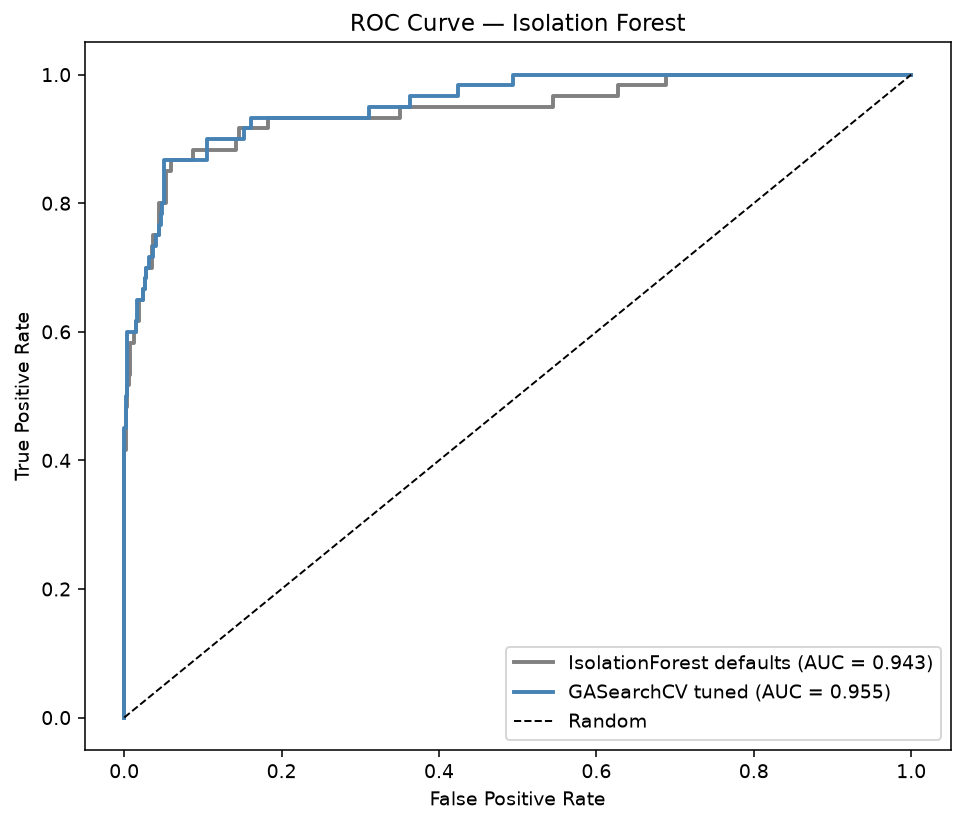 ROC Curve — Isolation Forest
1.0
0.8
0.6
0.4
0.2
0.0
True Positive Rate
IsolationForest defaults (AUC = 0.943)
GASearchCV tuned (AUC = 0.955)
Random
0.0 0.2 0.4 0.6 0.8 1.0
False Positive Rate